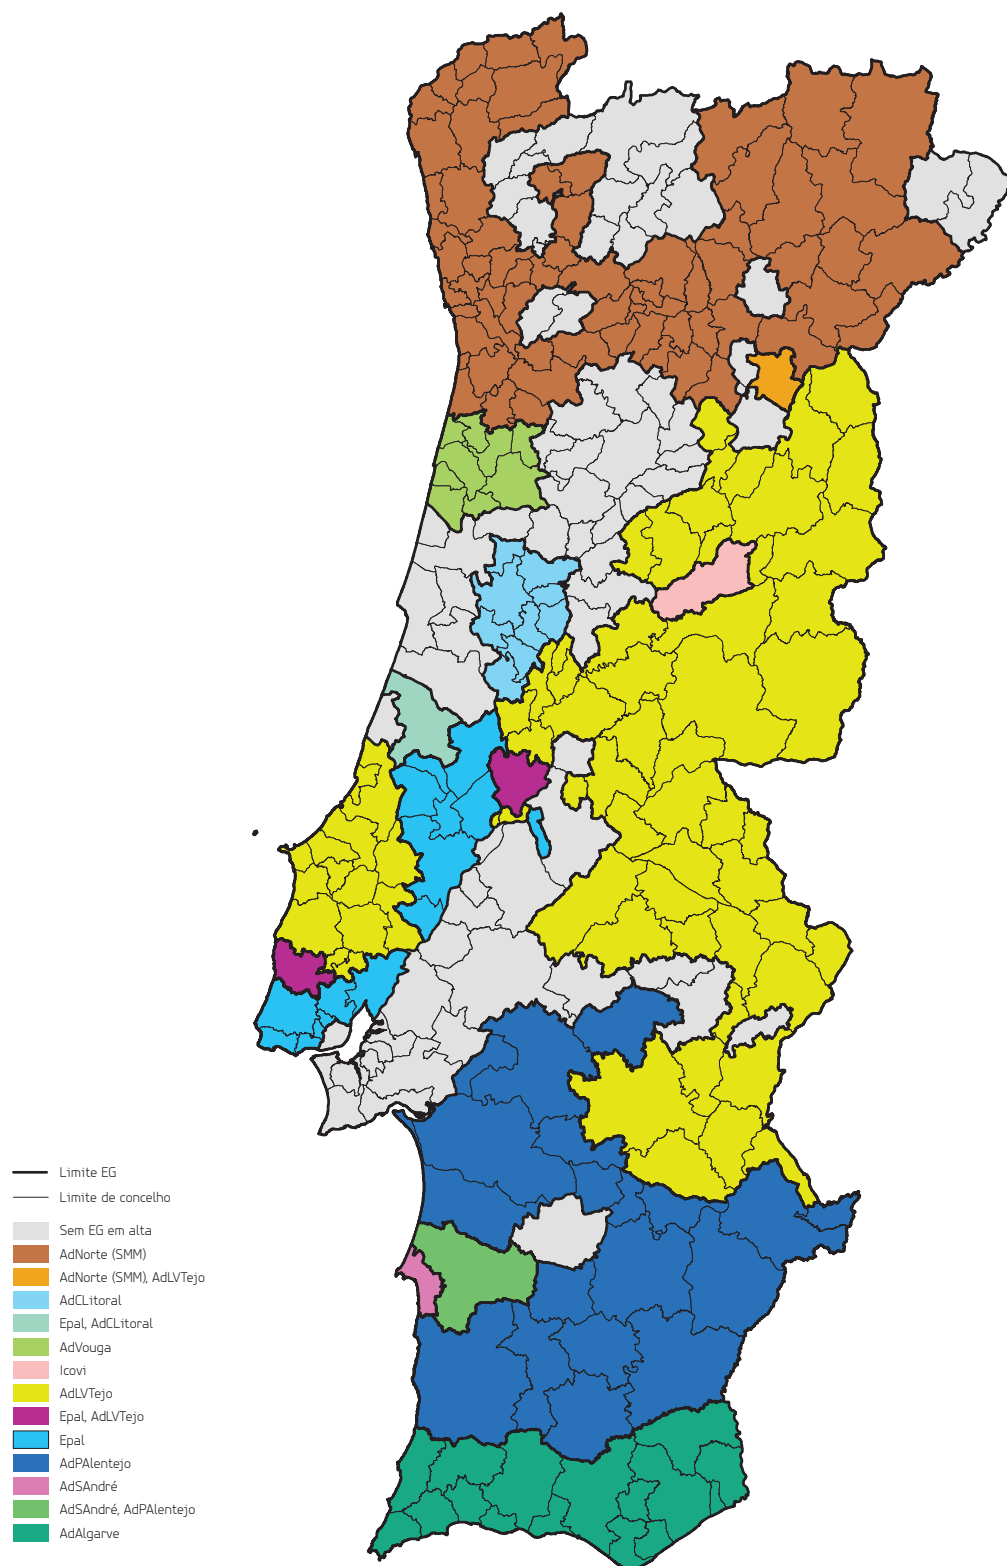 Limite EG
Limite de concelho
Sem EG em alta
AdNorte (SMM)
AdNorte (SMM), AdLVTejo
AdCLitoral
Epal, AdCLitoral
AdVouga
Icovi
AdLVTejo
Epal, AdLVTejo
Epal
AdPAlentejo
AdSAndré
AdSAndré, AdPAlentejo
AdAlgarve